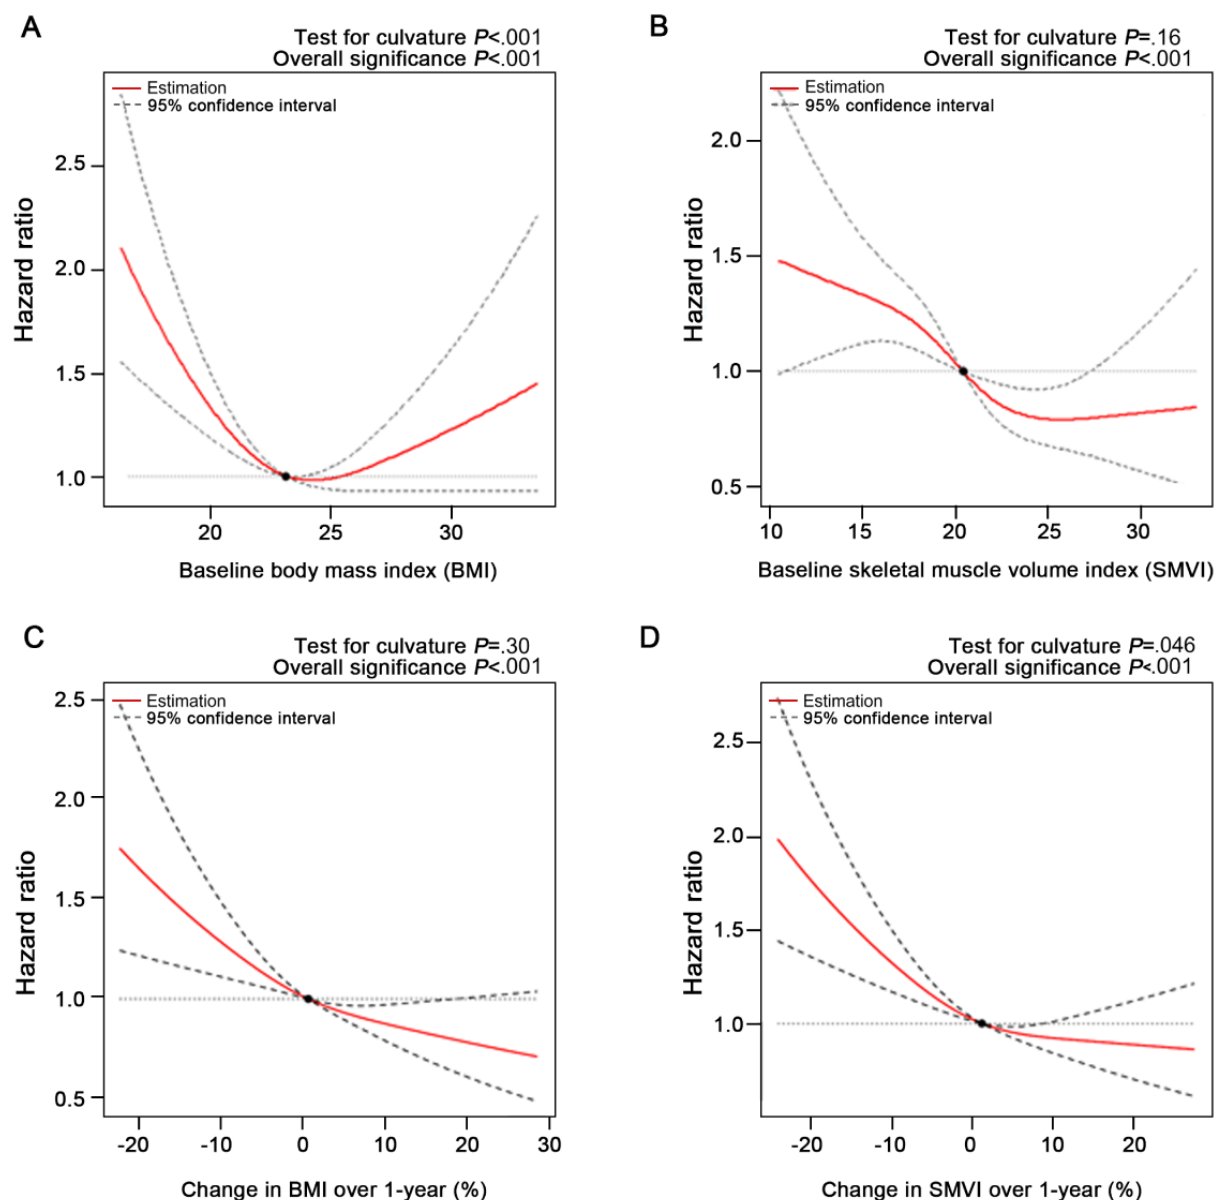 A
Test for culvature P<.001
Overall significance P<.001
Estimation
95% confidence interval
Hazard ratio
2.5
2.0
1.5
1.0
20
25
30
Baseline body mass index (BMI)
B
Test for culvature P=.16
Overall significance P<.001
Estimation
95% confidence interval
Hazard ratio
2.0
1.5
1.0
0.5
10
15
20
25
30
Baseline skeletal muscle volume index (SMVI)
C
Test for culvature P=.30
Overall significance P<.001
Estimation
95% confidence interval
Hazard ratio
2.5
2.0
1.5
1.0
0.5
-20
-10
0
10
20
30
Change in BMI over 1-year (%)
D
Test for culvature P=.046
Overall significance P<.001
Estimation
95% confidence interval
Hazard ratio
2.5
2.0
1.5
1.0
-20
-10
0
10
20
Change in SMVI over 1-year (%)